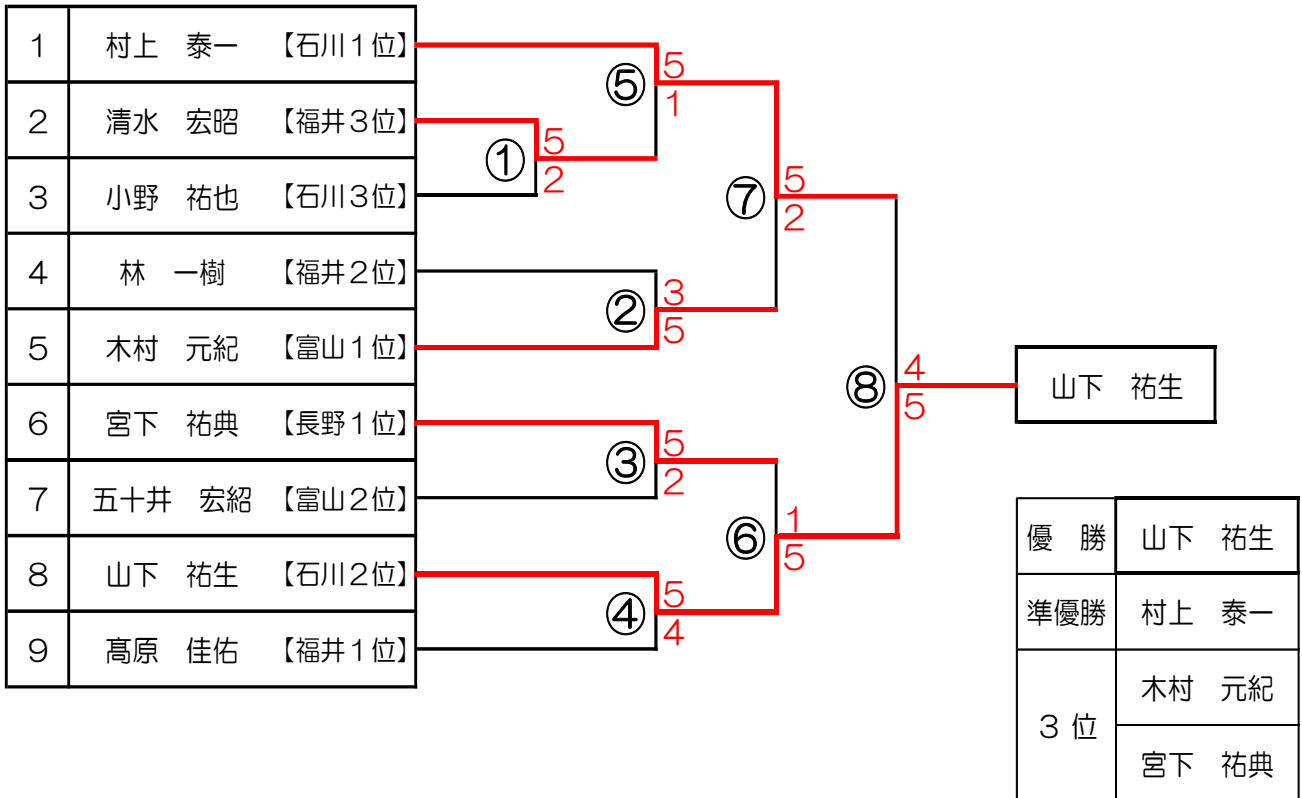 1 村上 泰一 【石川1位】
2 清水 宏昭 【福井3位】
3 小野 祐也 【石川3位】
4 林 一樹 【福井2位】
5 木村 元紀 【富山1位】
6 宮下 祐典 【長野1位】
7 五十井 宏紹 【富山2位】
8 山下 祐生 【石川2位】
9 髙原 佳佑 【福井1位】
① 5
2
② 3
5
③ 5
2
④ 5
4
⑤ 5
1
⑥ 1
5
⑦ 5
2
⑧ 4
5
山下 祐生
優 勝 山下 祐生
準優勝 村上 泰一
3 位 木村 元紀
宮下 祐典